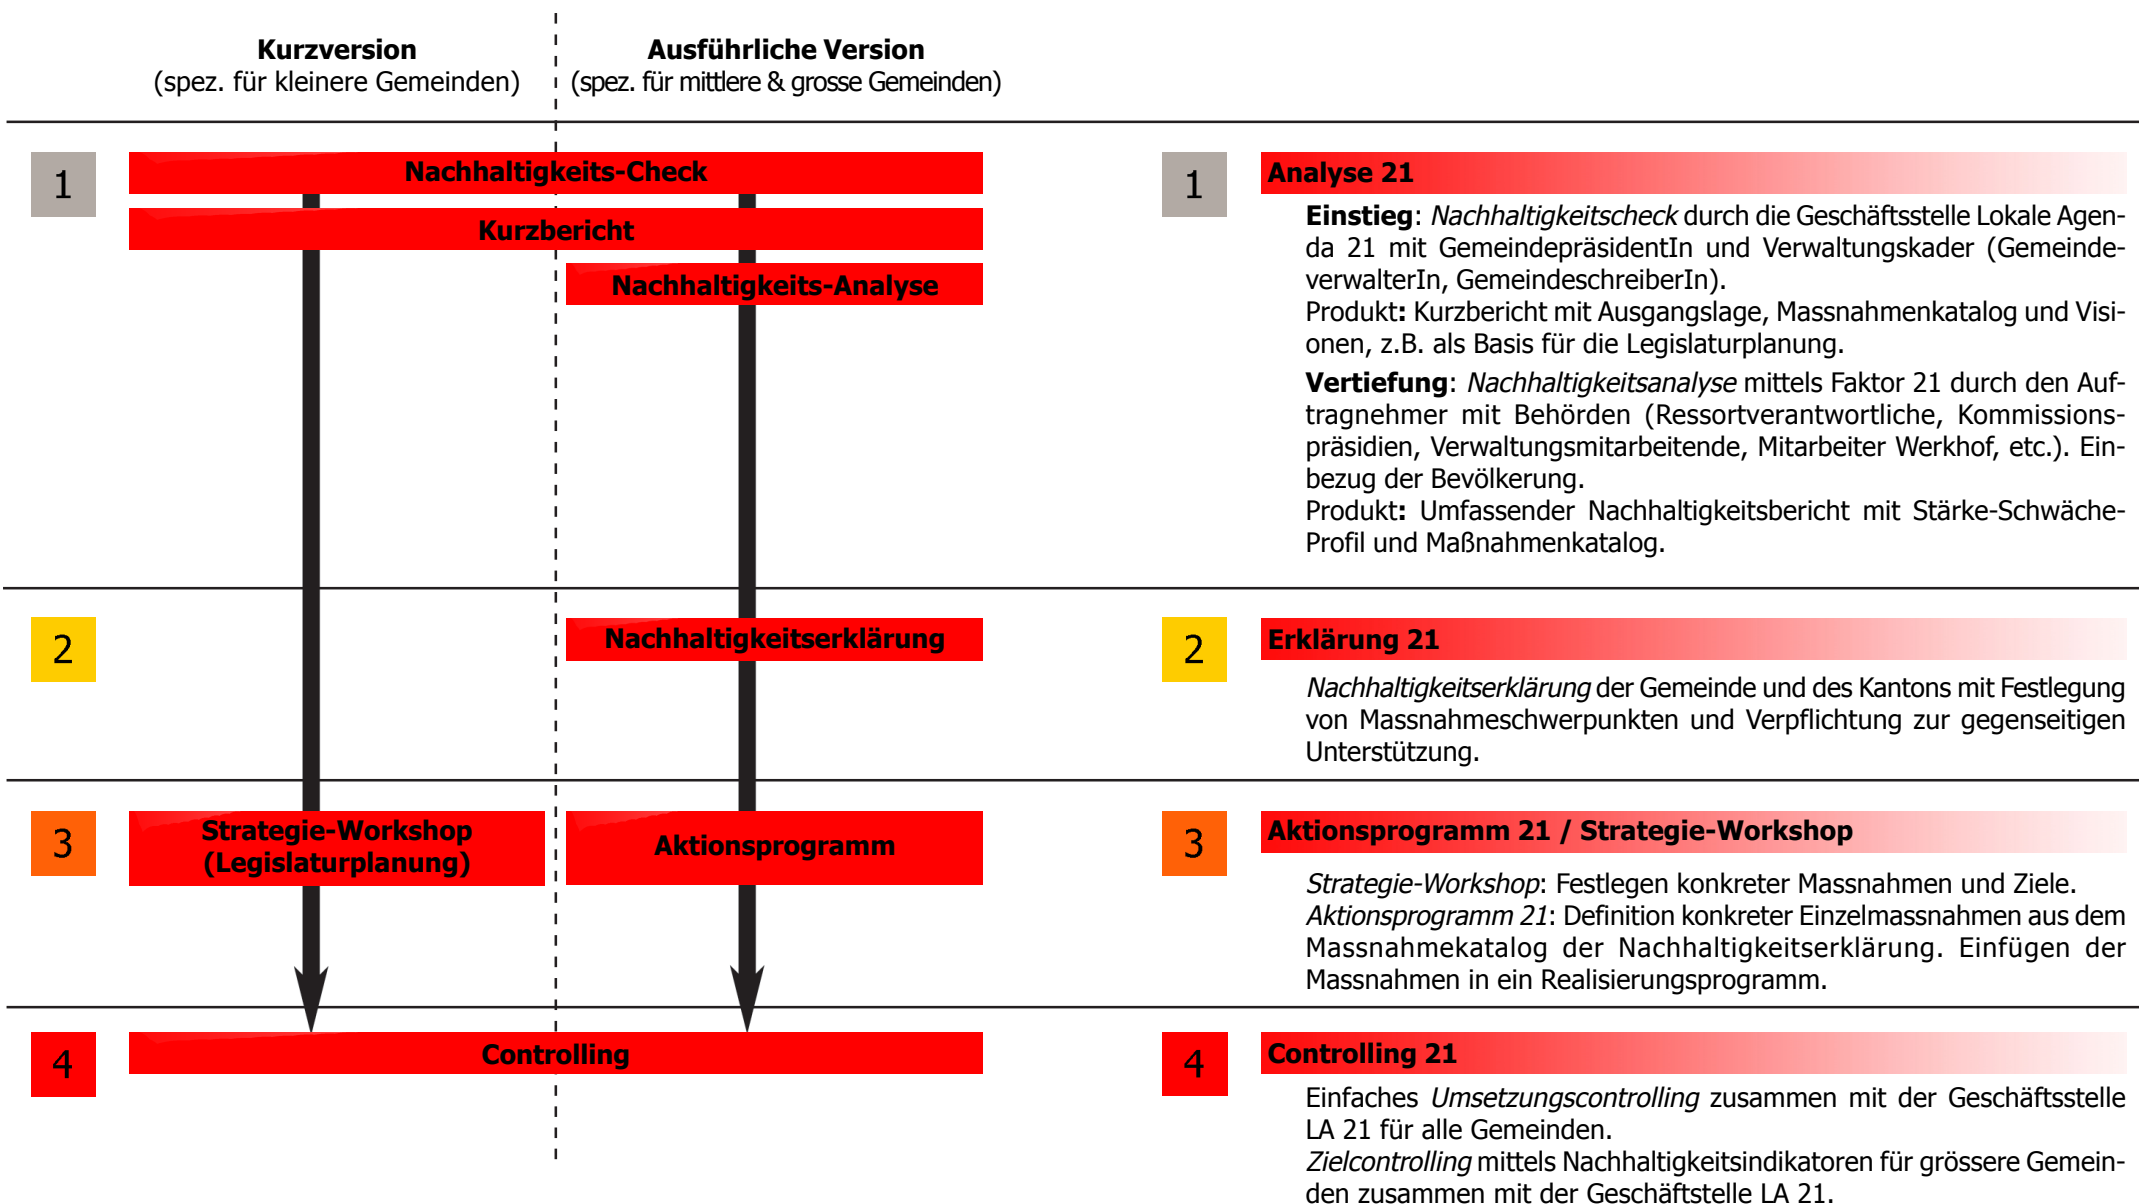 Kurzversion
(spez. für kleinere Gemeinden)
Ausführliche Version
(spez. für mittlere & grosse Gemeinden)
1
Nachhaltigkeits-Check
Kurzbericht
Nachhaltigkeits-Analyse
2
Nachhaltigkeitserklärung
3
Strategie-Workshop
(Legislaturplanung)
Aktionsprogramm
4
Controlling
1
Analyse 21
Einstieg: Nachhaltigkeitscheck durch die Geschäftsstelle Lokale Agen-
da 21 mit GemeindepräsidentIn und Verwaltungskader (Gemeinde-
verwalterIn, GemeindeschreiberIn).
Produkt: Kurzbericht mit Ausgangslage, Massnahmenkatalog und Visi-
onen, z.B. als Basis für die Legislaturplanung.
Vertiefung: Nachhaltigkeitsanalyse mittels Faktor 21 durch den Auf-
tragnehmer mit Behörden (Ressortverantwortliche, Kommissions-
präsidien, Verwaltungsmitarbeitende, Mitarbeiter Werkhof, etc.). Ein-
bezug der Bevölkerung.
Produkt: Umfassender Nachhaltigkeitsbericht mit Stärke-Schwäche-
Profil und Maßnahmenkatalog.
2
Erklärung 21
Nachhaltigkeitserklärung der Gemeinde und des Kantons mit Festlegung
von Massnahmeschwerpunkten und Verpflichtung zur gegenseitigen
Unterstützung.
3
Aktionsprogramm 21 / Strategie-Workshop
Strategie-Workshop: Festlegen konkreter Massnahmen und Ziele.
Aktionsprogramm 21: Definition konkreter Einzelmassnahmen aus dem
Massnahmekatalog der Nachhaltigkeitserklärung. Einfügen der
Massnahmen in ein Realisierungsprogramm.
4
Controlling 21
Einfaches Umsetzungscontrolling zusammen mit der Geschäftsstelle
LA 21 für alle Gemeinden.
Zielcontrolling mittels Nachhaltigkeitsindikatoren für grössere Gemein-
den zusammen mit der Geschäftstelle LA 21.